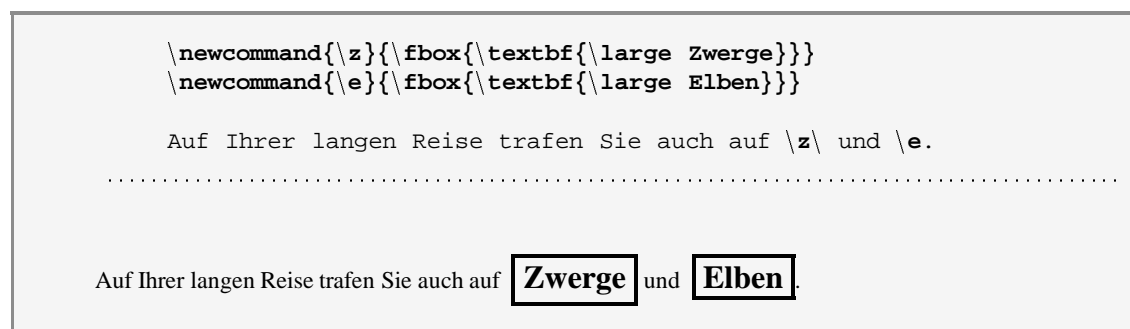 \newcommand{\z}{\fbox{\textbf{\large Zwerge}}}
\newcommand{\e}{\fbox{\textbf{\large Elben}}}
Auf Ihrer langen Reise trafen Sie auch auf \z\ und \e.
Auf Ihrer langen Reise trafen Sie auch auf Zwerge und Elben.